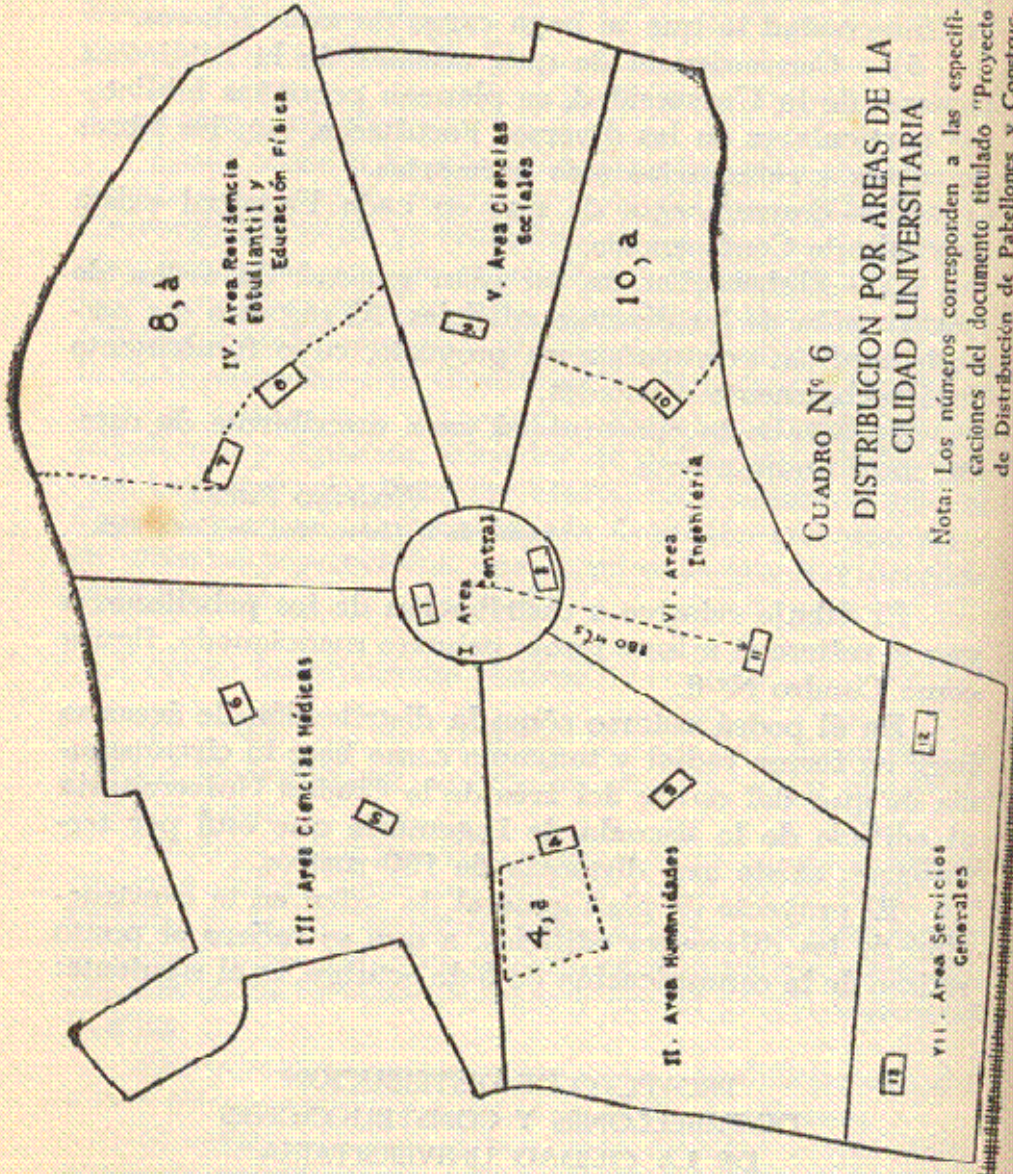 CUADRO Nº 6
DISTRIBUCION POR AREAS DE LA
CIUDAD UNIVERSITARIA
Nota: Los números corresponden a las especifi-
caciones del documento titulado "Proyecto
de Distribución de Pabellones y Construc-
I Area
Central
1
2
II. Area Humanidades
3
4
4,a
III. Area Ciencias Médicas
5
6
IV. Area Residencia
Estudiantil y
Educación Física
7
8
8,a
V. Area Ciencias
Sociales
9
VI. Area
Ingeniería
10
10,a
11
mts
VII. Area Servicios
Generales
12
13